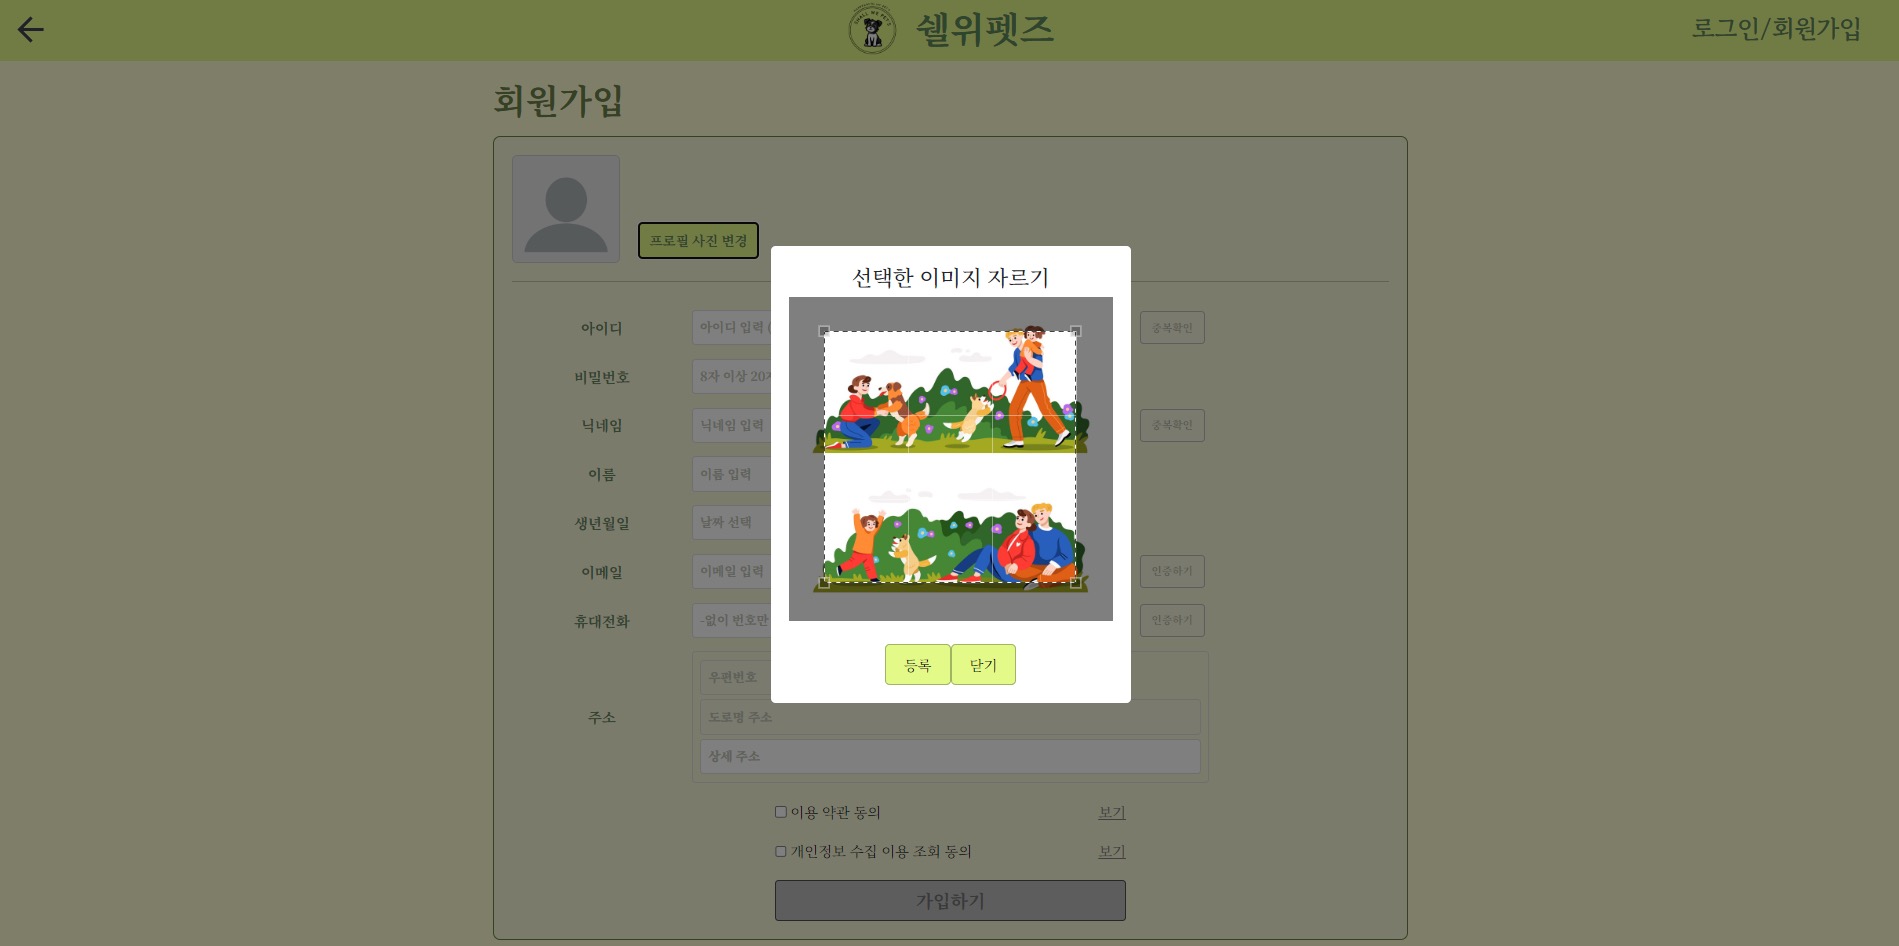 SHALL WE PETS
쉘위펫즈
로그인/회원가입
회원가입
프로필 사진 변경
선택한 이미지 자르기
아이디
아이디 입력 (
중복확인
비밀번호
8자 이상 20자
닉네임
닉네임 입력
중복확인
이름
이름 입력
생년월일
날짜 선택
이메일
이메일 입력
인증하기
휴대전화
-없이 번호만
인증하기
등록
닫기
우편번호
주소
도로명 주소
상세 주소
이용 약관 동의
보기
개인정보 수집 이용 조회 동의
보기
가입하기